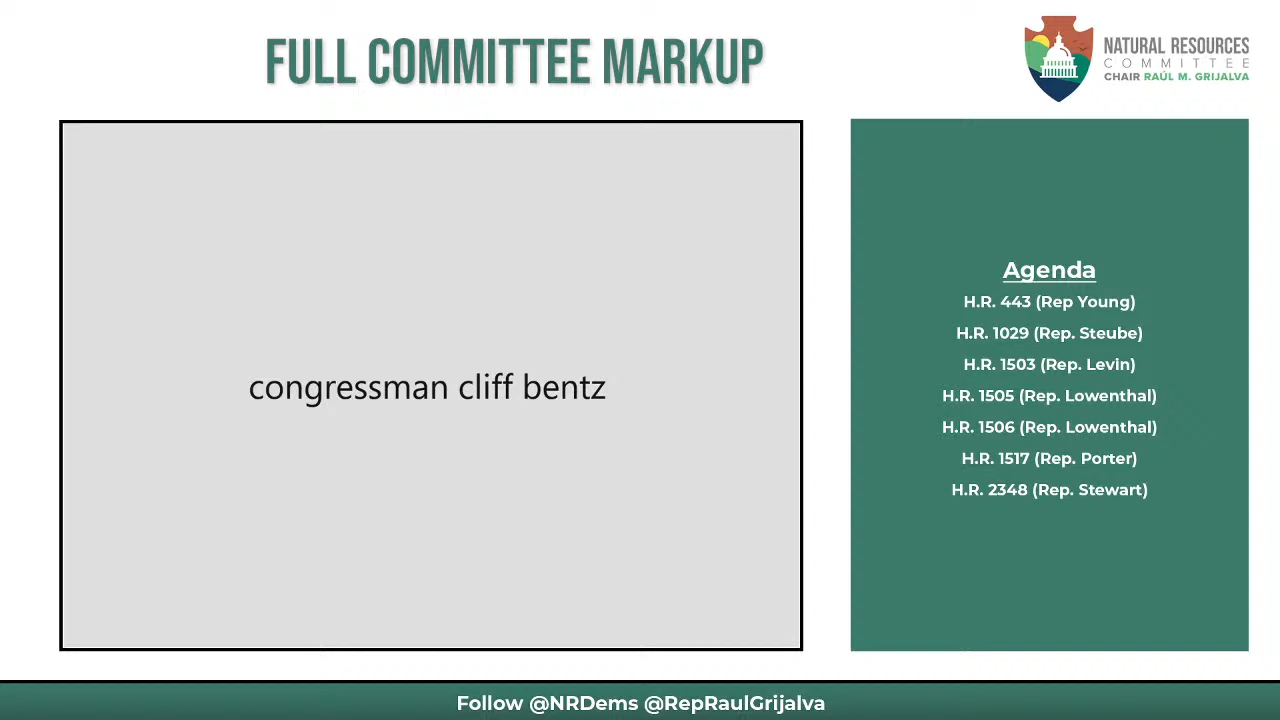 FULL COMMITTEE MARKUP
NATURAL RESOURCES
COMMITTEE
CHAIR RAÚL M. GRIJALVA
congressman cliff bentz
Agenda
H.R. 443 (Rep Young)
H.R. 1029 (Rep. Steube)
H.R. 1503 (Rep. Levin)
H.R. 1505 (Rep. Lowenthal)
H.R. 1506 (Rep. Lowenthal)
H.R. 1517 (Rep. Porter)
H.R. 2348 (Rep. Stewart)
Follow @NRDems @RepRaulGrijalva